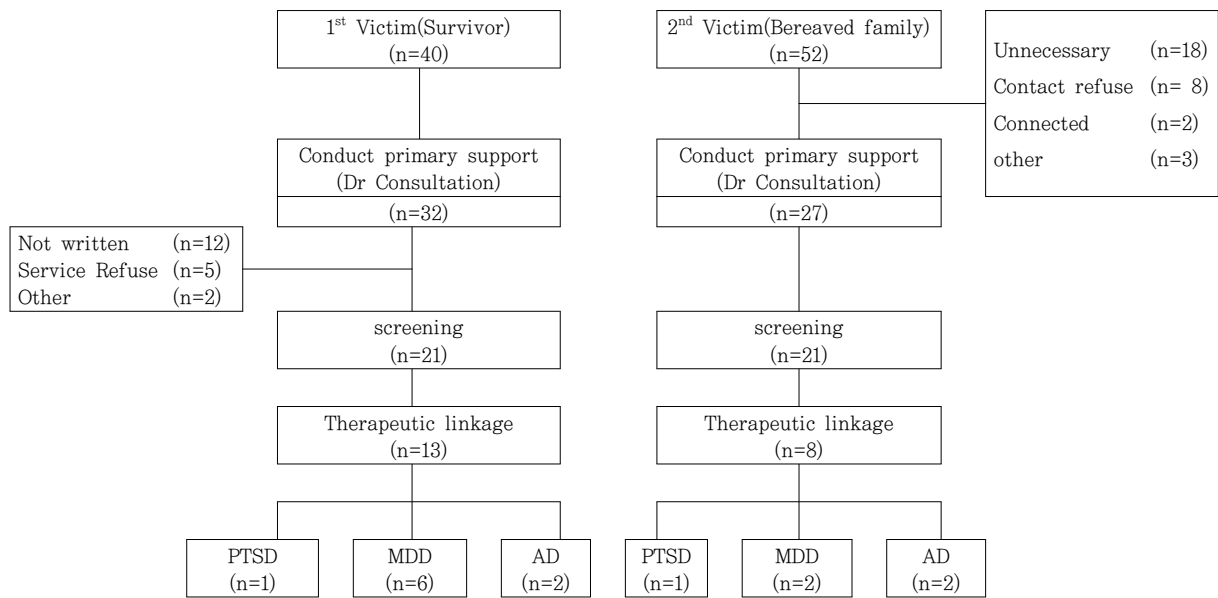 1st Victim(Survivor)
(n=40)
2nd Victim(Bereaved family)
(n=52)
Unnecessary (n=18)
Contact refuse (n= 8)
Connected (n=2)
other (n=3)
Conduct primary support
(Dr Consultation)
(n=32)
Conduct primary support
(Dr Consultation)
(n=27)
Not written (n=12)
Service Refuse (n=5)
Other (n=2)
screening
(n=21)
screening
(n=21)
Therapeutic linkage
(n=13)
Therapeutic linkage
(n=8)
PTSD
(n=1)
MDD
(n=6)
AD
(n=2)
PTSD
(n=1)
MDD
(n=2)
AD
(n=2)